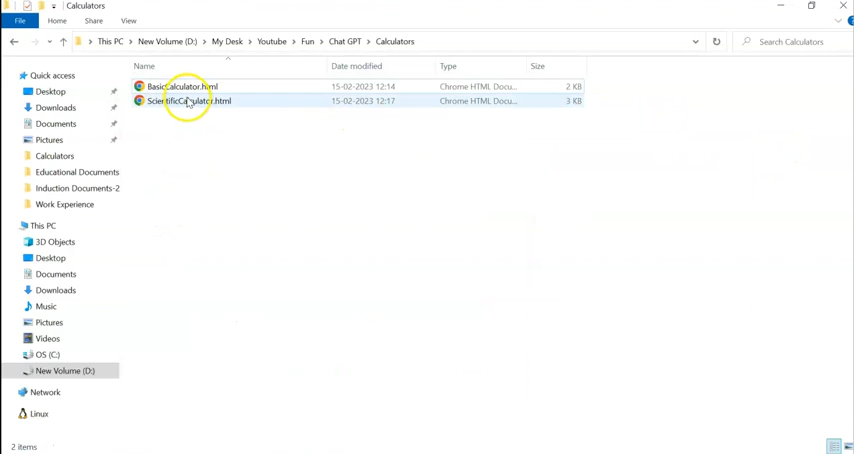 Calculators
File Home Share View
This PC > New Volume (D:) > My Desk > Youtube > Fun > Chat GPT > Calculators
Search Calculators
Name Date modified Type Size
BasicCalculator.html 15-02-2023 12:14 Chrome HTML Docu... 2 KB
ScientificCalculator.html 15-02-2023 12:17 Chrome HTML Docu... 3 KB
Quick access
Desktop
Downloads
Documents
Pictures
Calculators
Educational Documents
Induction Documents-2
Work Experience
This PC
3D Objects
Desktop
Documents
Downloads
Music
Pictures
Videos
OS (C:)
New Volume (D:)
Network
Linux
2 items